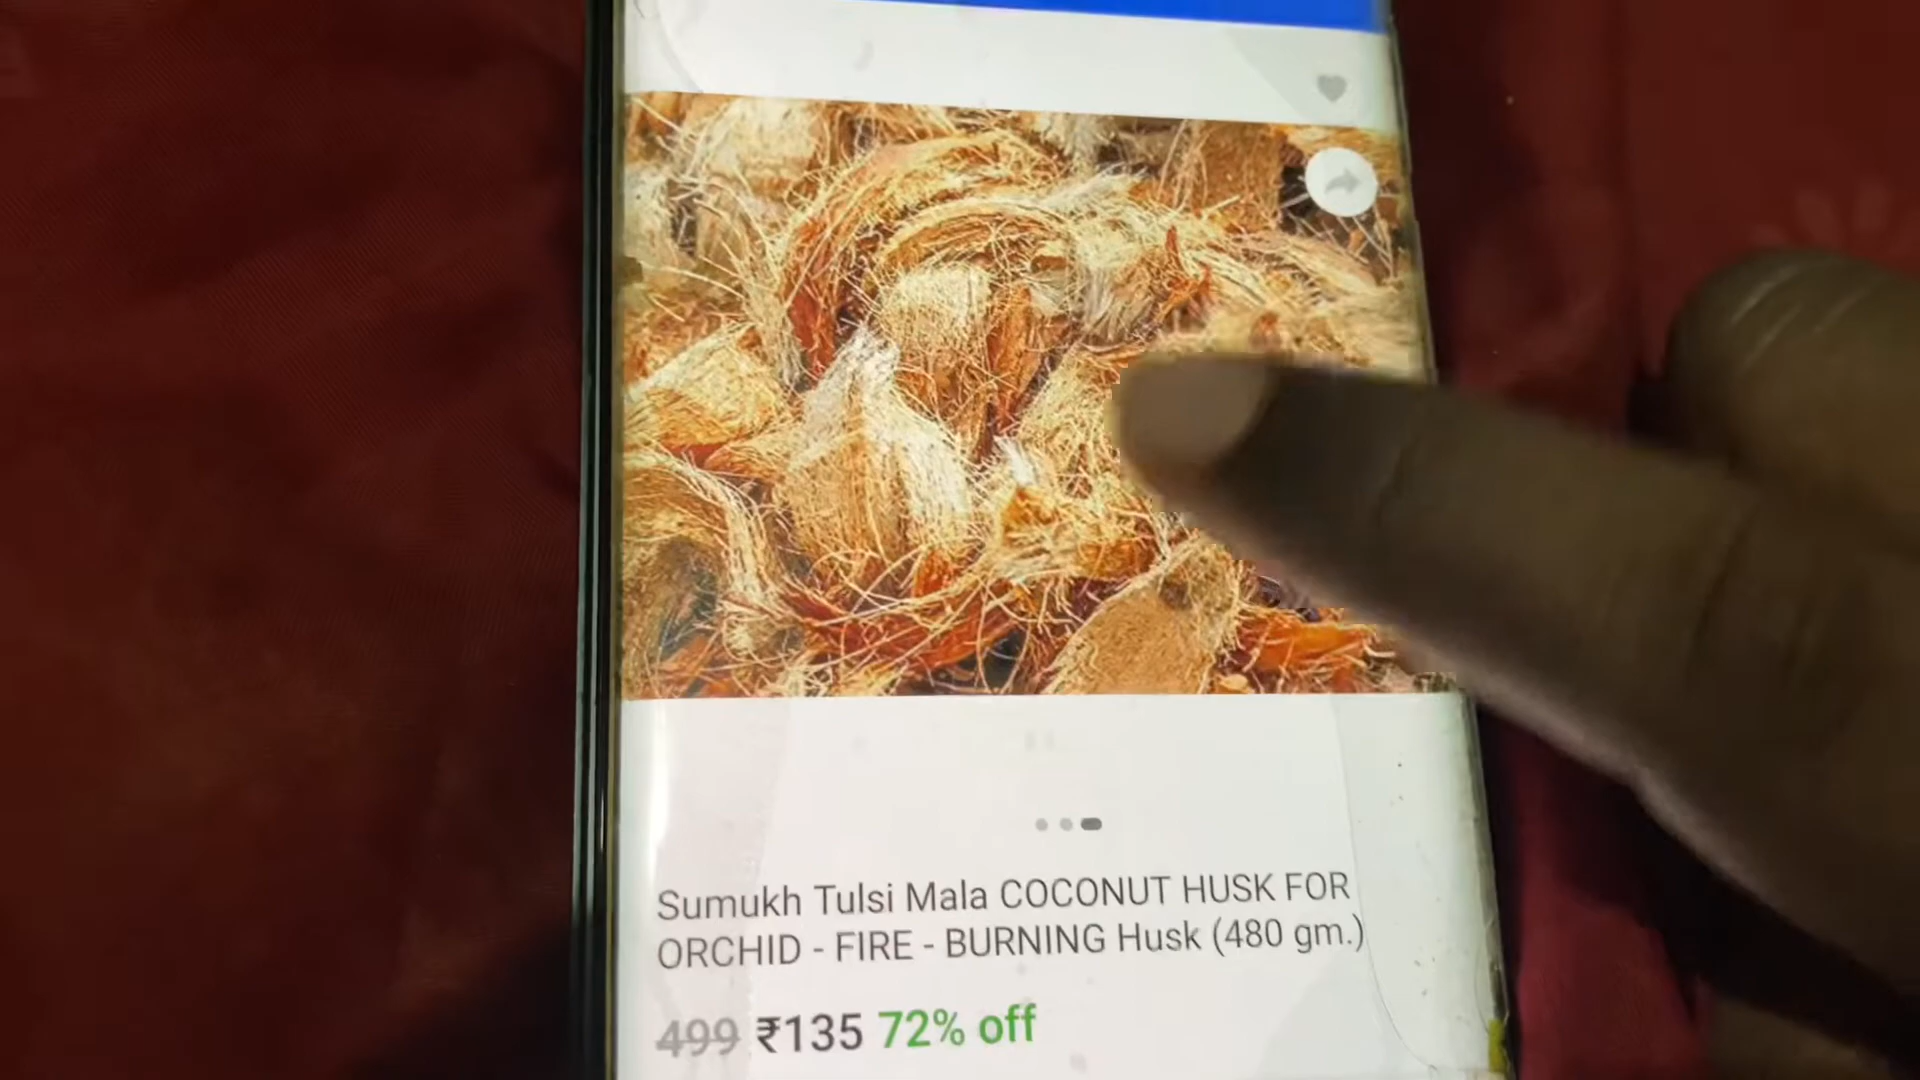 Sumukh Tulsi Mala COCONUT HUSK FOR
ORCHID - FIRE - BURNING Husk (480 gm.)
499 ₹135 72% off